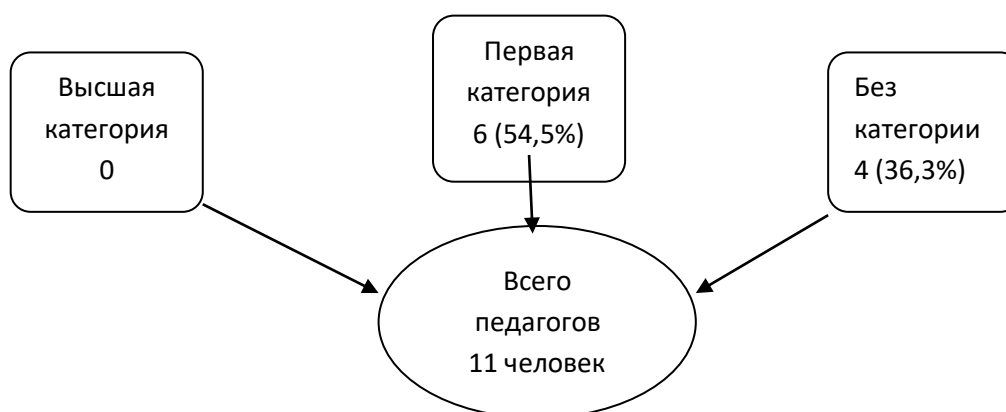 Высшая
категория
0
Первая
категория
6 (54,5%)
Без
категории
4 (36,3%)
Всего
педагогов
11 человек